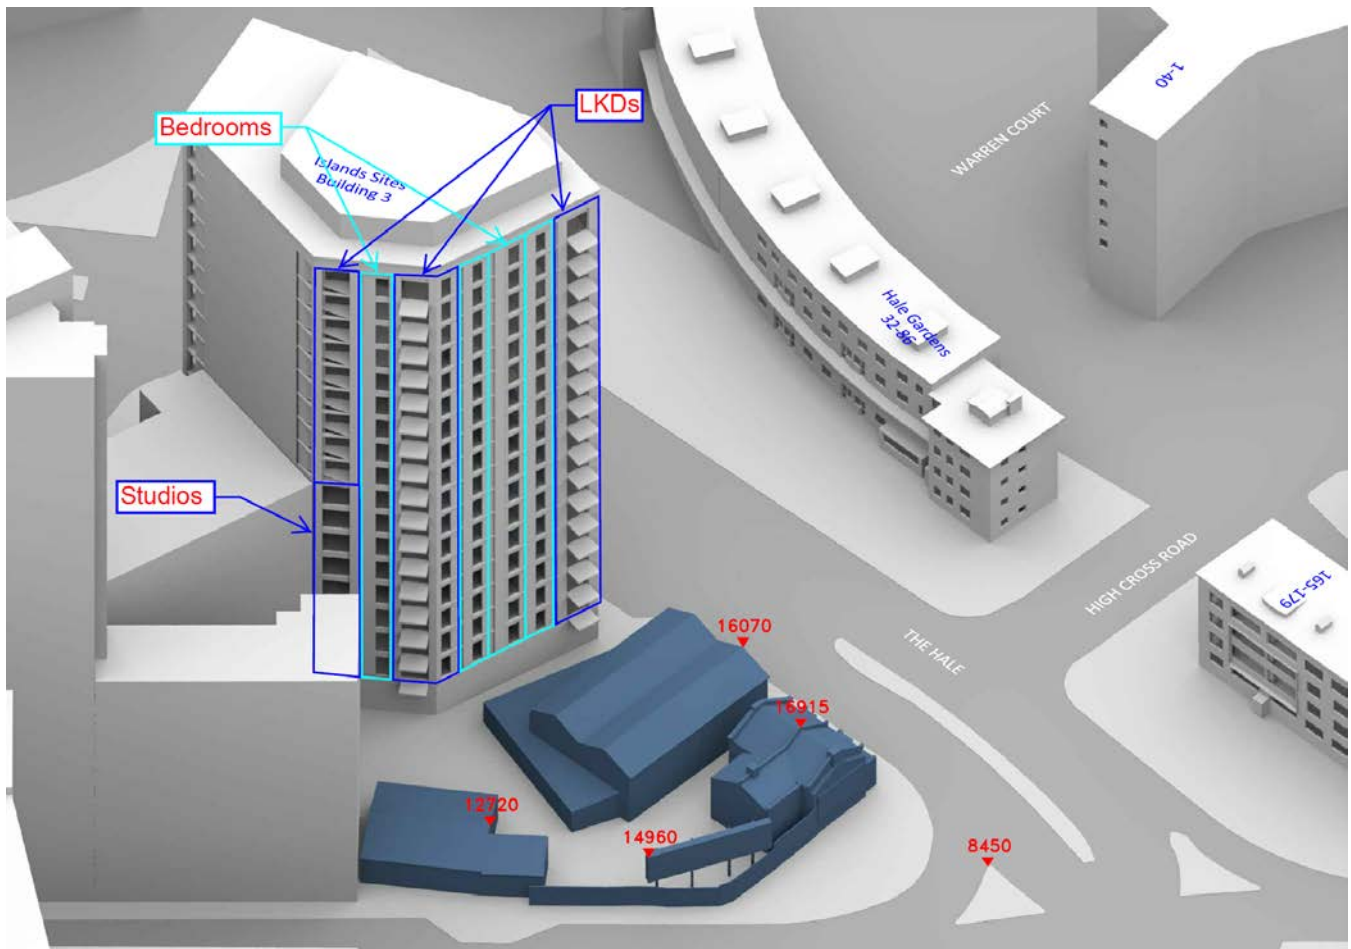 1-40
LKDs
Bedrooms
WARREN COURT
Islands Sites
Building 3
Hale Gardens
32-86
Studios
HIGH CROSS ROAD
165-179
16070
THE HALE
16915
12720
14960
8450